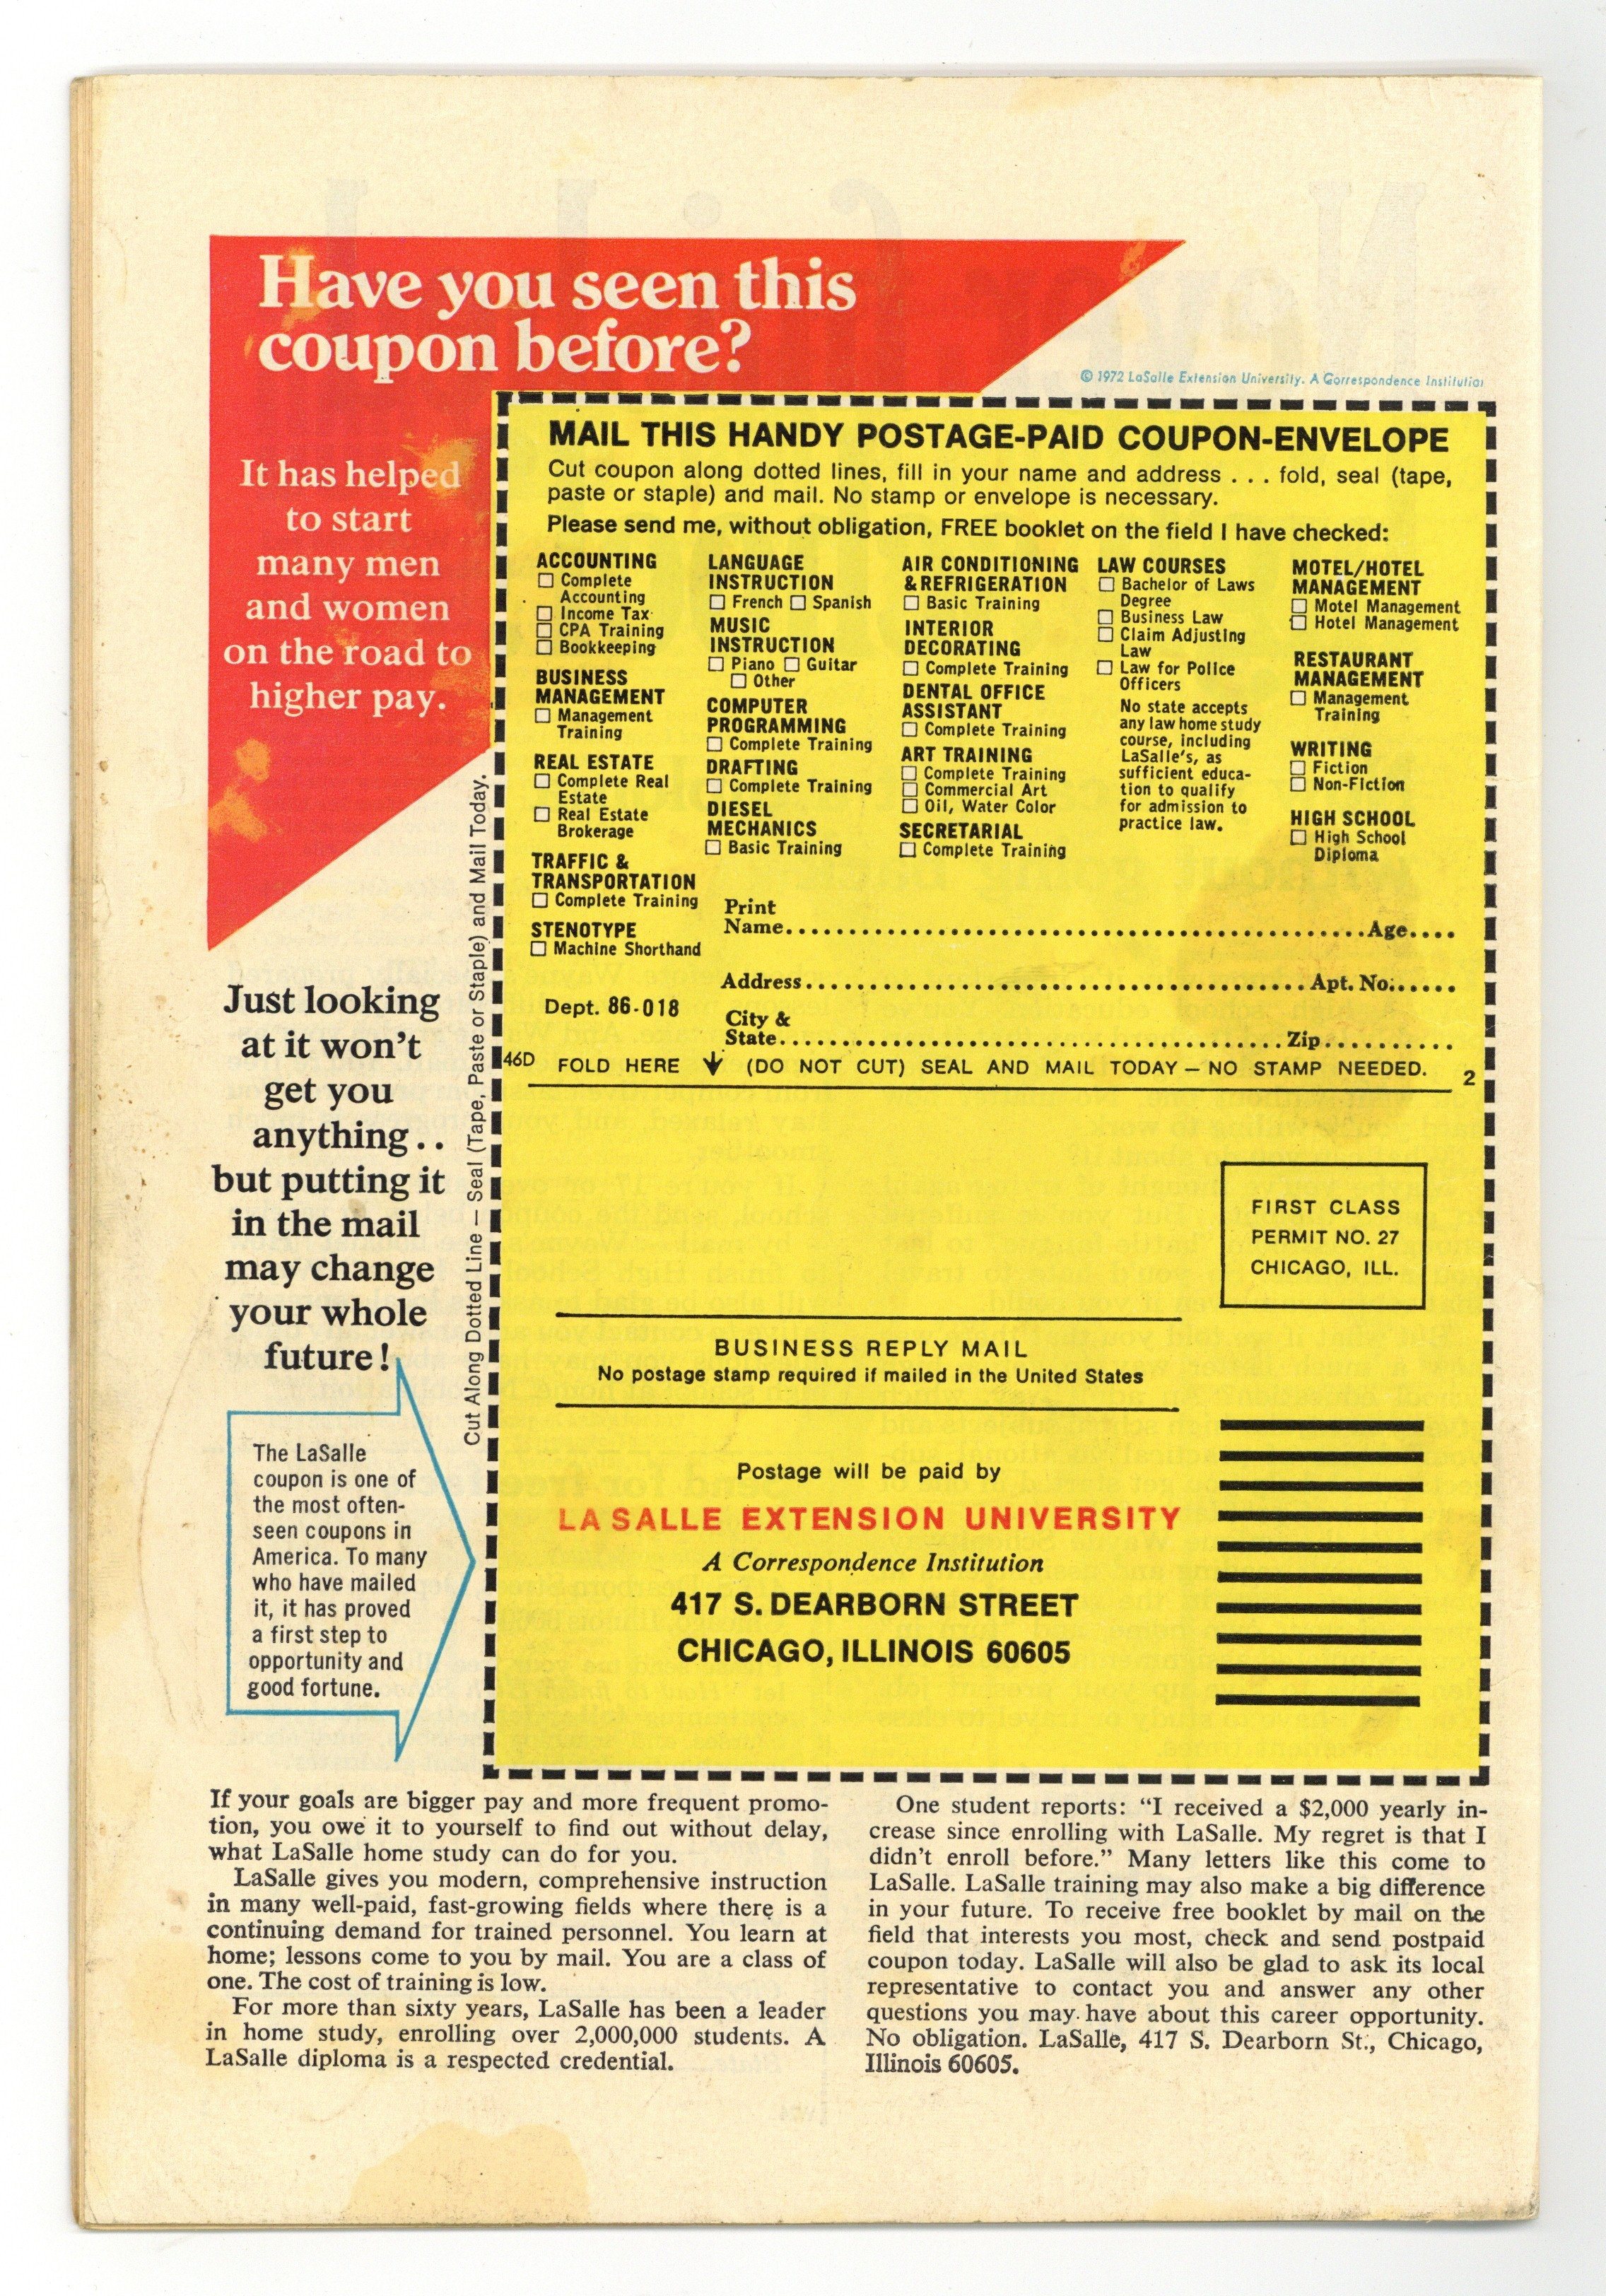 Have you seen this
coupon before?
© 1972 LaSalle Extension University. A Correspondence Institution
It has helped
to start
many men
and women
on the road to
higher pay.
Just looking
at it won't
get you
anything . .
but putting it
in the mail
may change
your whole
future!
The LaSalle
coupon is one of
the most often-
seen coupons in
America. To many
who have mailed
it, it has proved
a first step to
opportunity and
good fortune.
Cut Along Dotted Line — Seal (Tape, Paste or Staple) and Mail Today.
MAIL THIS HANDY POSTAGE-PAID COUPON-ENVELOPE
Cut coupon along dotted lines, fill in your name and address . . . fold, seal (tape,
paste or staple) and mail. No stamp or envelope is necessary.
Please send me, without obligation, FREE booklet on the field I have checked:
ACCOUNTING
☐ Complete
Accounting
☐ Income Tax
☐ CPA Training
☐ Bookkeeping
BUSINESS
MANAGEMENT
☐ Management
Training
REAL ESTATE
☐ Complete Real
Estate
☐ Real Estate
Brokerage
TRAFFIC &
TRANSPORTATION
☐ Complete Training
STENOTYPE
☐ Machine Shorthand
LANGUAGE
INSTRUCTION
☐ French ☐ Spanish
MUSIC
INSTRUCTION
☐ Piano ☐ Guitar
☐ Other
COMPUTER
PROGRAMMING
☐ Complete Training
DRAFTING
☐ Complete Training
DIESEL
MECHANICS
☐ Basic Training
AIR CONDITIONING
& REFRIGERATION
☐ Basic Training
INTERIOR
DECORATING
☐ Complete Training
DENTAL OFFICE
ASSISTANT
☐ Complete Training
ART TRAINING
☐ Complete Training
☐ Commercial Art
☐ Oil, Water Color
SECRETARIAL
☐ Complete Training
LAW COURSES
☐ Bachelor of Laws
Degree
☐ Business Law
☐ Claim Adjusting
Law
☐ Law for Police
Officers
No state accepts
any law home study
course, including
LaSalle's, as
sufficient educa-
tion to qualify
for admission to
practice law.
MOTEL/HOTEL
MANAGEMENT
☐ Motel Management
☐ Hotel Management
RESTAURANT
MANAGEMENT
☐ Management
Training
WRITING
☐ Fiction
☐ Non-Fiction
HIGH SCHOOL
☐ High School
Diploma
Print
Name..........Age....
Address..........Apt. No......
Dept. 86-018
City &
State..........Zip..........
46D FOLD HERE ↓ (DO NOT CUT) SEAL AND MAIL TODAY — NO STAMP NEEDED. 2
FIRST CLASS
PERMIT NO. 27
CHICAGO, ILL.
BUSINESS REPLY MAIL
No postage stamp required if mailed in the United States
Postage will be paid by
LA SALLE EXTENSION UNIVERSITY
A Correspondence Institution
417 S. DEARBORN STREET
CHICAGO, ILLINOIS 60605
If your goals are bigger pay and more frequent promo-
tion, you owe it to yourself to find out without delay,
what LaSalle home study can do for you.
LaSalle gives you modern, comprehensive instruction
in many well-paid, fast-growing fields where there is a
continuing demand for trained personnel. You learn at
home; lessons come to you by mail. You are a class of
one. The cost of training is low.
For more than sixty years, LaSalle has been a leader
in home study, enrolling over 2,000,000 students. A
LaSalle diploma is a respected credential.
One student reports: "I received a $2,000 yearly in-
crease since enrolling with LaSalle. My regret is that I
didn't enroll before." Many letters like this come to
LaSalle. LaSalle training may also make a big difference
in your future. To receive free booklet by mail on the
field that interests you most, check and send postpaid
coupon today. LaSalle will also be glad to ask its local
representative to contact you and answer any other
questions you may have about this career opportunity.
No obligation. LaSalle, 417 S. Dearborn St., Chicago,
Illinois 60605.